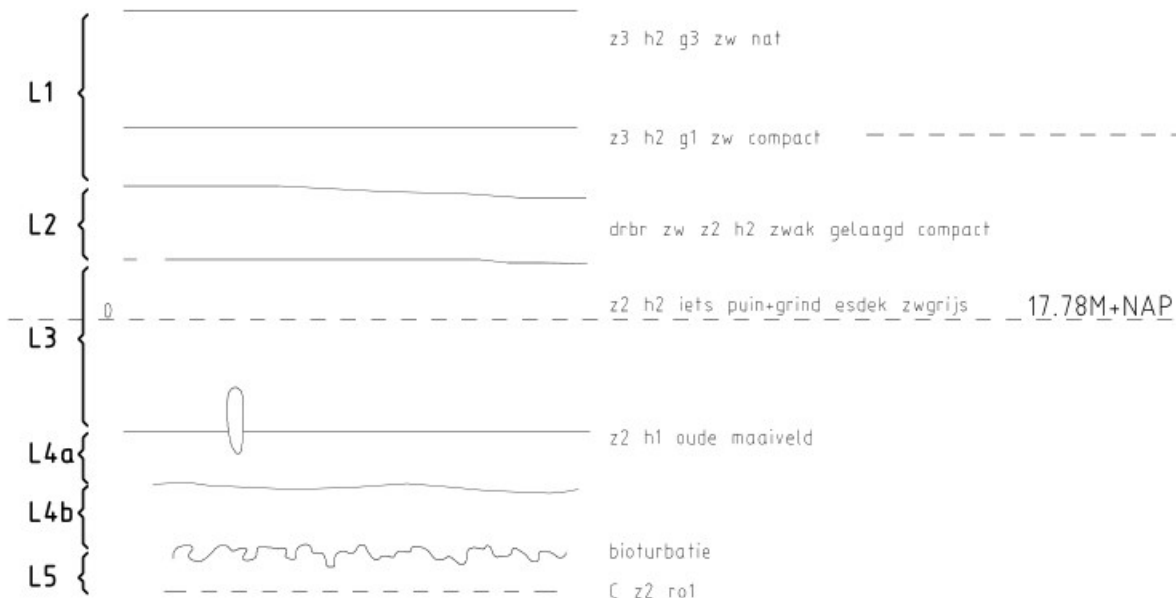 z3 h2 g3 zw nat
L1
z3 h2 g1 zw compact
L2
drbr zw z2 h2 zwak gelaagd compact
z2 h2 iets puin+grind esdek zwgrijs 17.78M+NAP
L3
z2 h1 oude maaiveld
L4a
L4b
bioturbatie
L5
C z2 ro1